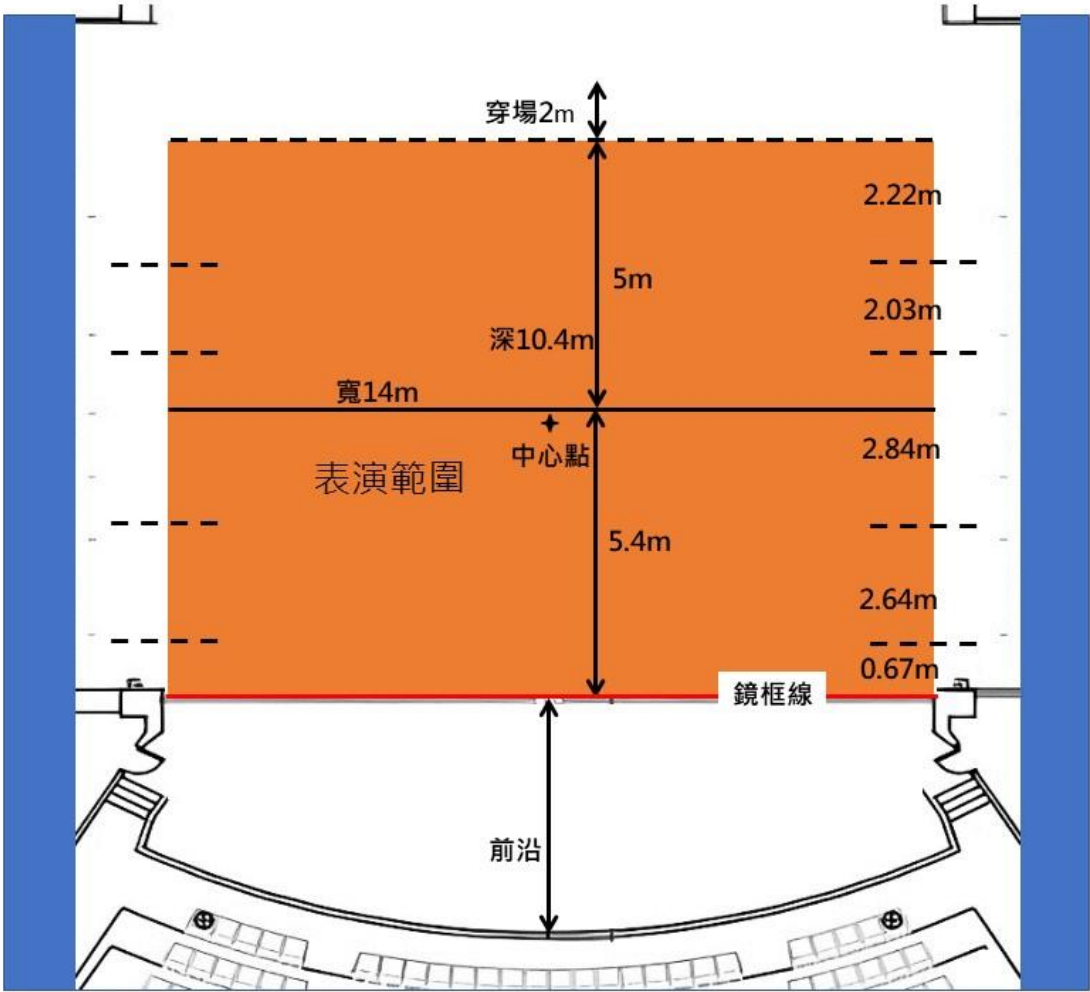 穿場2m
2.22m
5m
2.03m
深10.4m
寬14m
中心點
2.84m
表演範圍
5.4m
2.64m
0.67m
鏡框線
前沿